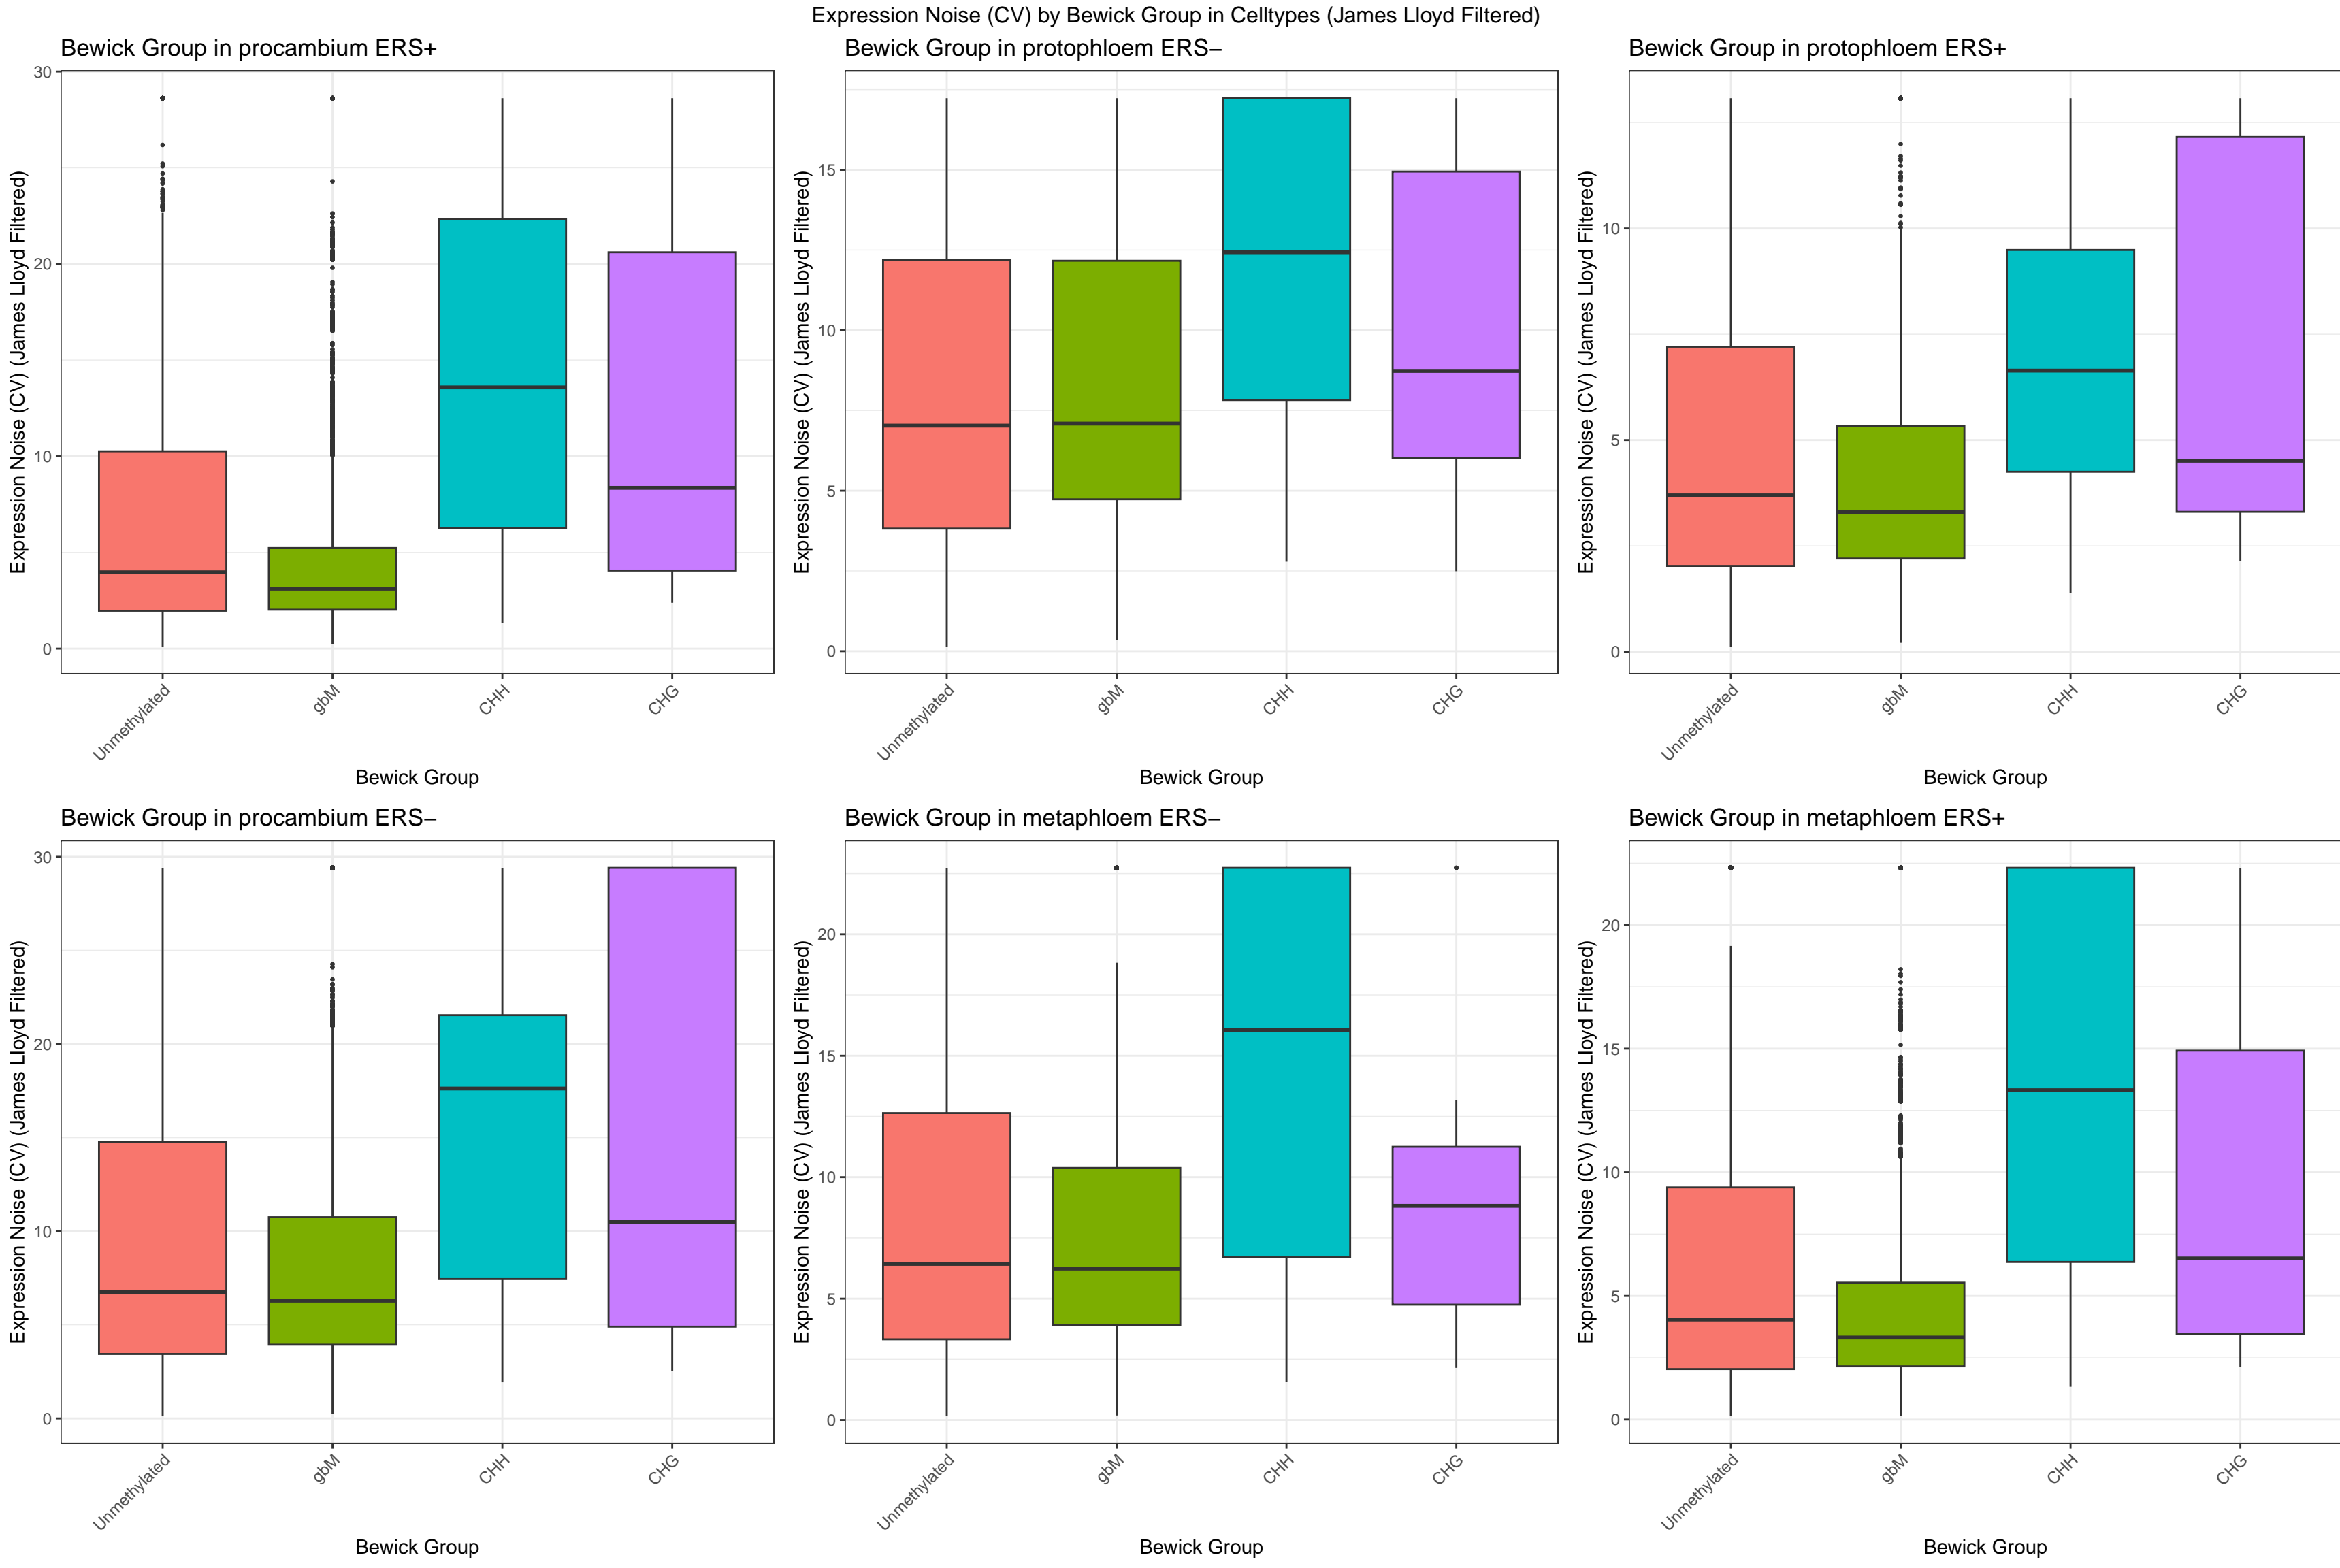 Expression Noise (CV) by Bewick Group in Celltypes (James Lloyd Filtered)
Bewick Group in procambium ERS+
Expression Noise (CV) (James Lloyd Filtered)
30
20
10
0
Unmethylated
gbM
CHH
CHG
Bewick Group
Bewick Group in protophloem ERS−
Expression Noise (CV) (James Lloyd Filtered)
15
10
5
0
Unmethylated
gbM
CHH
CHG
Bewick Group
Bewick Group in protophloem ERS+
Expression Noise (CV) (James Lloyd Filtered)
10
5
0
Unmethylated
gbM
CHH
CHG
Bewick Group
Bewick Group in procambium ERS−
Expression Noise (CV) (James Lloyd Filtered)
30
20
10
0
Unmethylated
gbM
CHH
CHG
Bewick Group
Bewick Group in metaphloem ERS−
Expression Noise (CV) (James Lloyd Filtered)
20
15
10
5
0
Unmethylated
gbM
CHH
CHG
Bewick Group
Bewick Group in metaphloem ERS+
Expression Noise (CV) (James Lloyd Filtered)
20
15
10
5
0
Unmethylated
gbM
CHH
CHG
Bewick Group